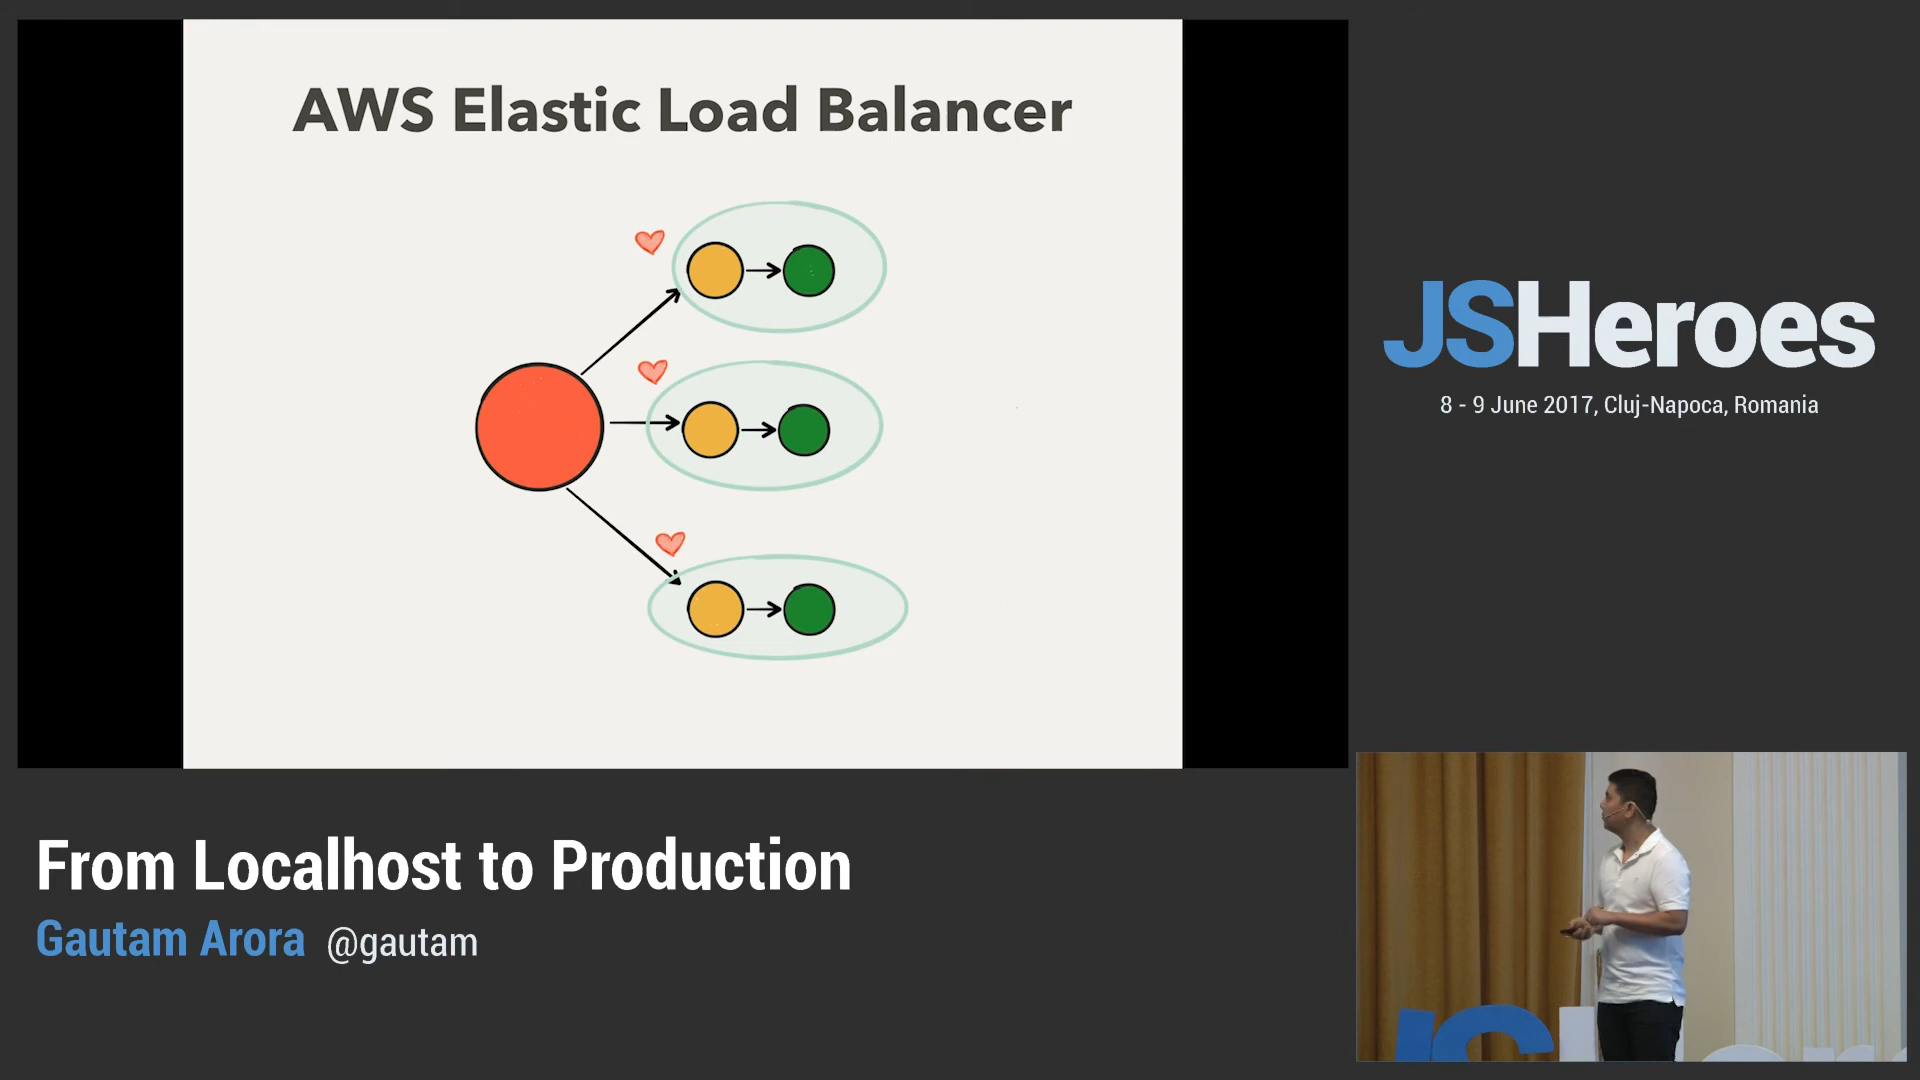 AWS Elastic Load Balancer
JSHeroes
8 - 9 June 2017, Cluj-Napoca, Romania
From Localhost to Production
Gautam Arora @gautam